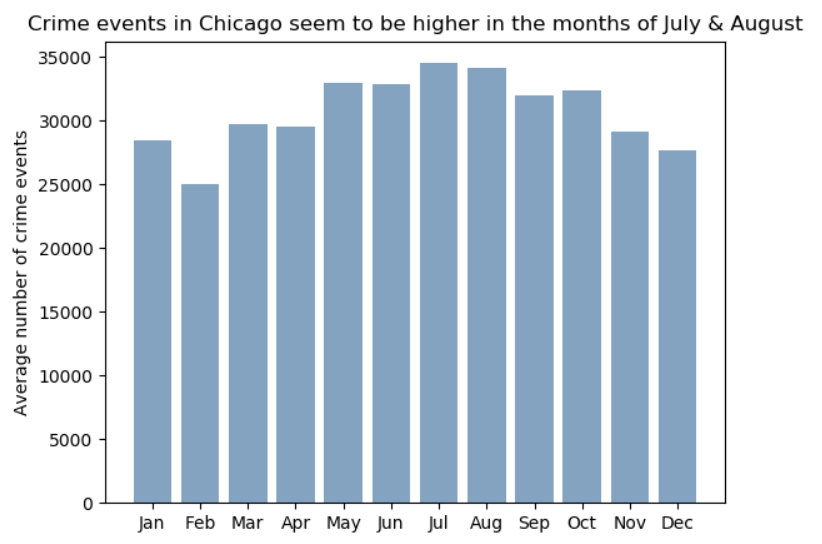 Crime events in Chicago seem to be higher in the months of July & August
Average number of crime events
35000
30000
25000
20000
15000
10000
5000
0
Jan Feb Mar Apr May Jun Jul Aug Sep Oct Nov Dec